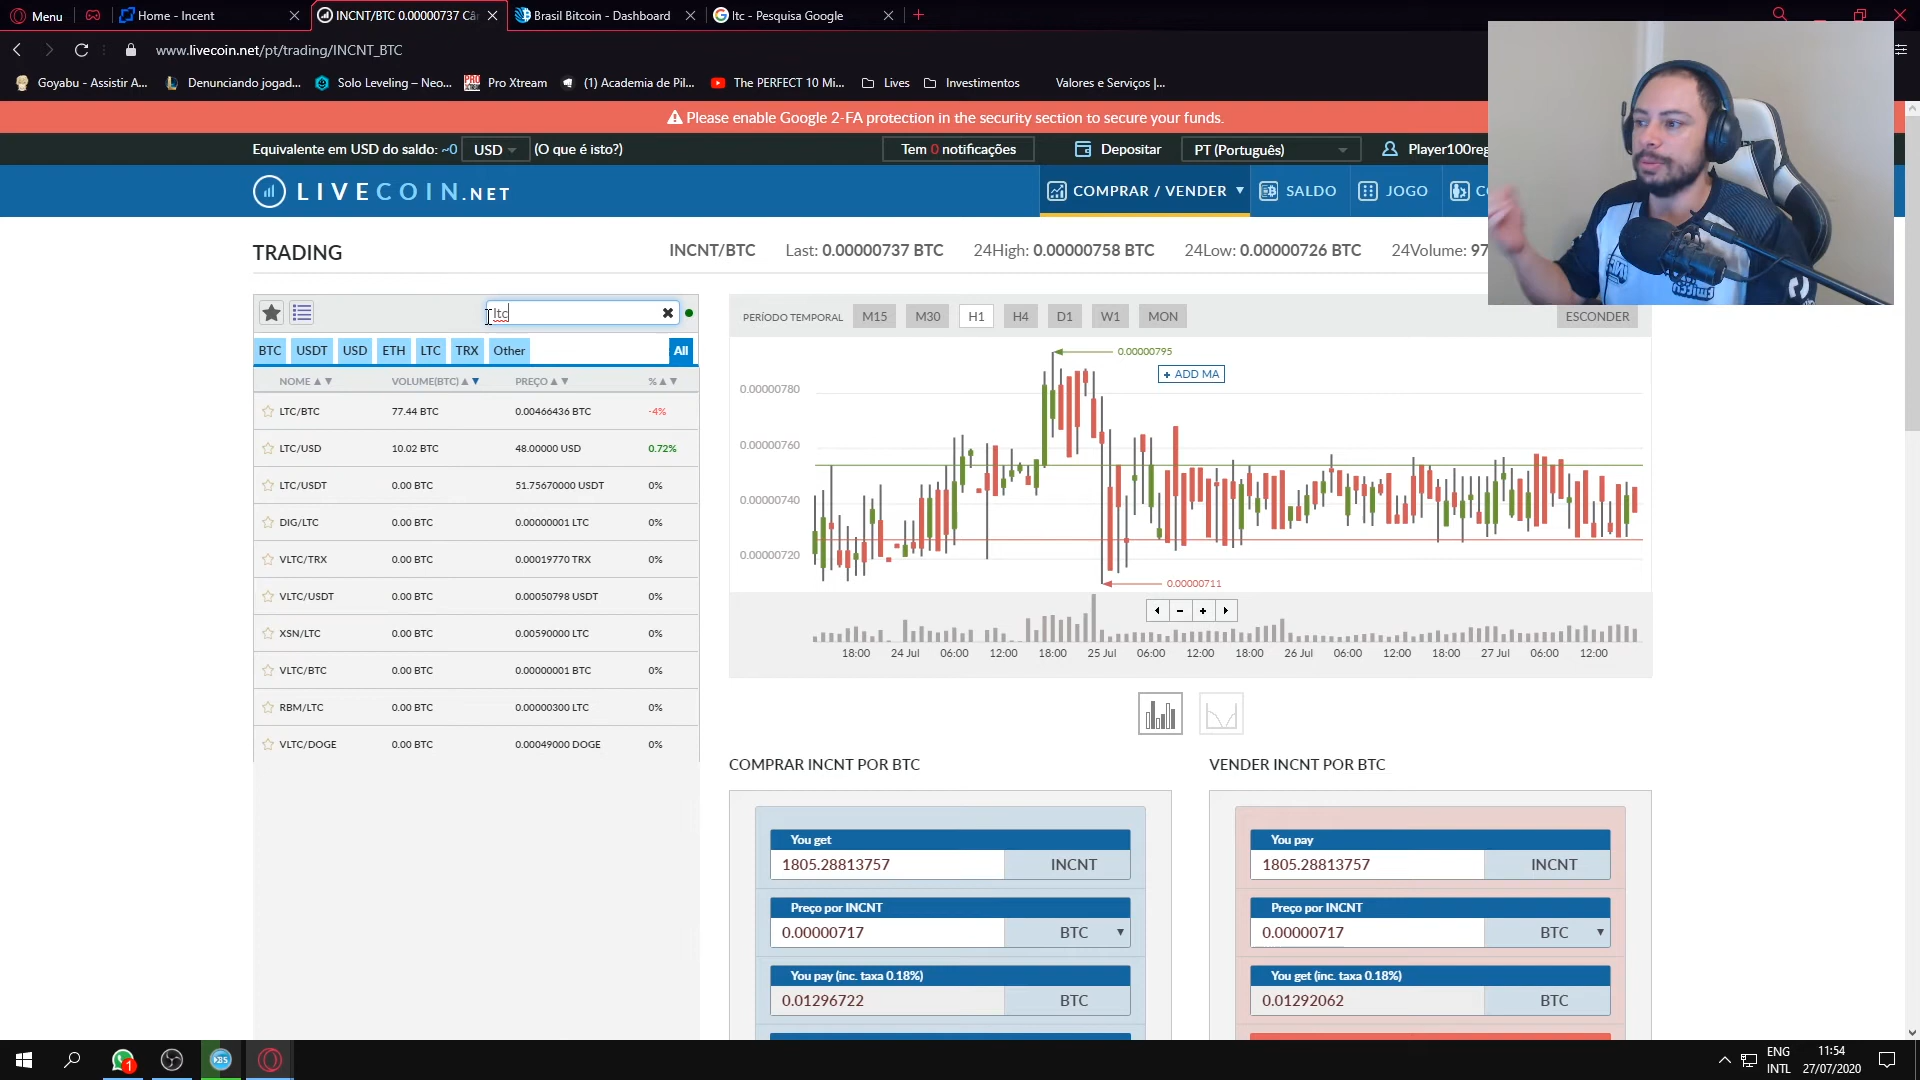 Menu
Home - Incent
INCNT/BTC 0.00000737 Câ
Brasil Bitcoin - Dashboard
ltc - Pesquisa Google
www.livecoin.net/pt/trading/INCNT_BTC
Goyabu - Assistir A...
Denunciando jogad...
Solo Leveling – Neo...
Pro Xtream
(1) Academia de Pil...
The PERFECT 10 Mi...
Lives
Investimentos
Valores e Serviços |...
Please enable Google 2-FA protection in the security section to secure your funds.
Equivalente em USD do saldo: ~0 USD (O que é isto?)
Tem 0 notificações
Depositar
PT (Português)
Player100reg
LIVECOIN.NET
COMPRAR / VENDER
SALDO
JOGO
TRADING
INCNT/BTC Last: 0.00000737 BTC 24High: 0.00000758 BTC 24Low: 0.00000726 BTC 24Volume: 97
ltc
BTC USDT USD ETH LTC TRX Other All
NOME VOLUME(BTC) PREÇO %
LTC/BTC 77.44 BTC 0.00466436 BTC -4%
LTC/USD 10.02 BTC 48.00000 USD 0.72%
LTC/USDT 0.00 BTC 51.75670000 USDT 0%
DIG/LTC 0.00 BTC 0.00000001 LTC 0%
VLTC/TRX 0.00 BTC 0.00019770 TRX 0%
VLTC/USDT 0.00 BTC 0.00050798 USDT 0%
XSN/LTC 0.00 BTC 0.00590000 LTC 0%
VLTC/BTC 0.00 BTC 0.00000001 BTC 0%
RBM/LTC 0.00 BTC 0.00000300 LTC 0%
VLTC/DOGE 0.00 BTC 0.00049000 DOGE 0%
PERÍODO TEMPORAL M15 M30 H1 H4 D1 W1 MON ESCONDER
0.00000795
+ ADD MA
0.00000780
0.00000760
0.00000740
0.00000720
0.00000711
18:00 24 Jul 06:00 12:00 18:00 25 Jul 06:00 12:00 18:00 26 Jul 06:00 12:00 18:00 27 Jul 06:00 12:00
COMPRAR INCNT POR BTC
You get
1805.28813757 INCNT
Preço por INCNT
0.00000717 BTC
You pay (inc. taxa 0.18%)
0.01296722 BTC
VENDER INCNT POR BTC
You pay
1805.28813757 INCNT
Preço por INCNT
0.00000717 BTC
You get (inc. taxa 0.18%)
0.01292062 BTC
1
ENG
INTL
11:54
27/07/2020